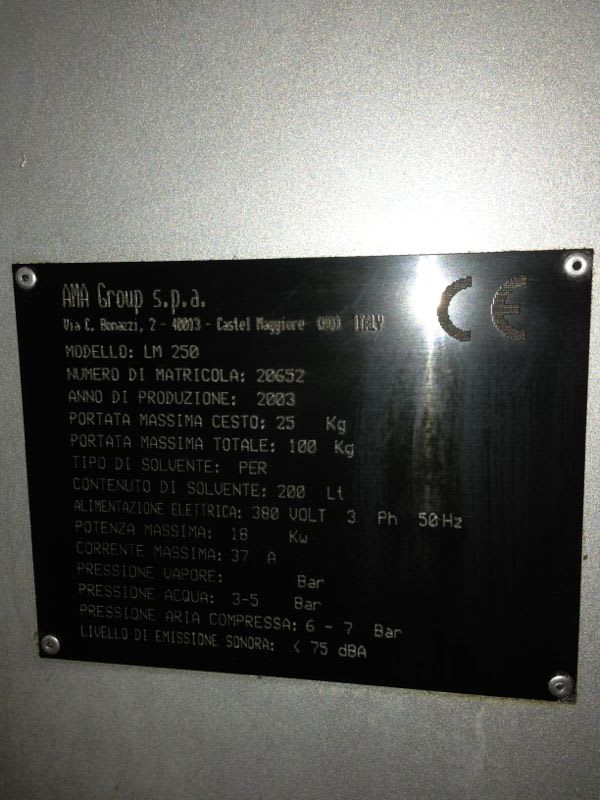 AMA Group s.p.a.
CE
Via C. Bonazzi, 2 - 40013 - Castel Maggiore (BO) ITALY
MODELLO: LM 250
NUMERO DI MATRICOLA: 20652
ANNO DI PRODUZIONE: 2003
PORTATA MASSIMA CESTO: 25 Kg
PORTATA MASSIMA TOTALE: 100 Kg
TIPO DI SOLVENTE: PER
CONTENUTO DI SOLVENTE: 200 Lt
ALIMENTAZIONE ELETTRICA: 380 VOLT 3 Ph 50Hz
POTENZA MASSIMA: 18 Kw
CORRENTE MASSIMA: 37 A
PRESSIONE VAPORE: Bar
PRESSIONE ACQUA: 3-5 Bar
PRESSIONE ARIA COMPRESSA: 6 - 7 Bar
LIVELLO DI EMISSIONE SONORA: < 75 dBA